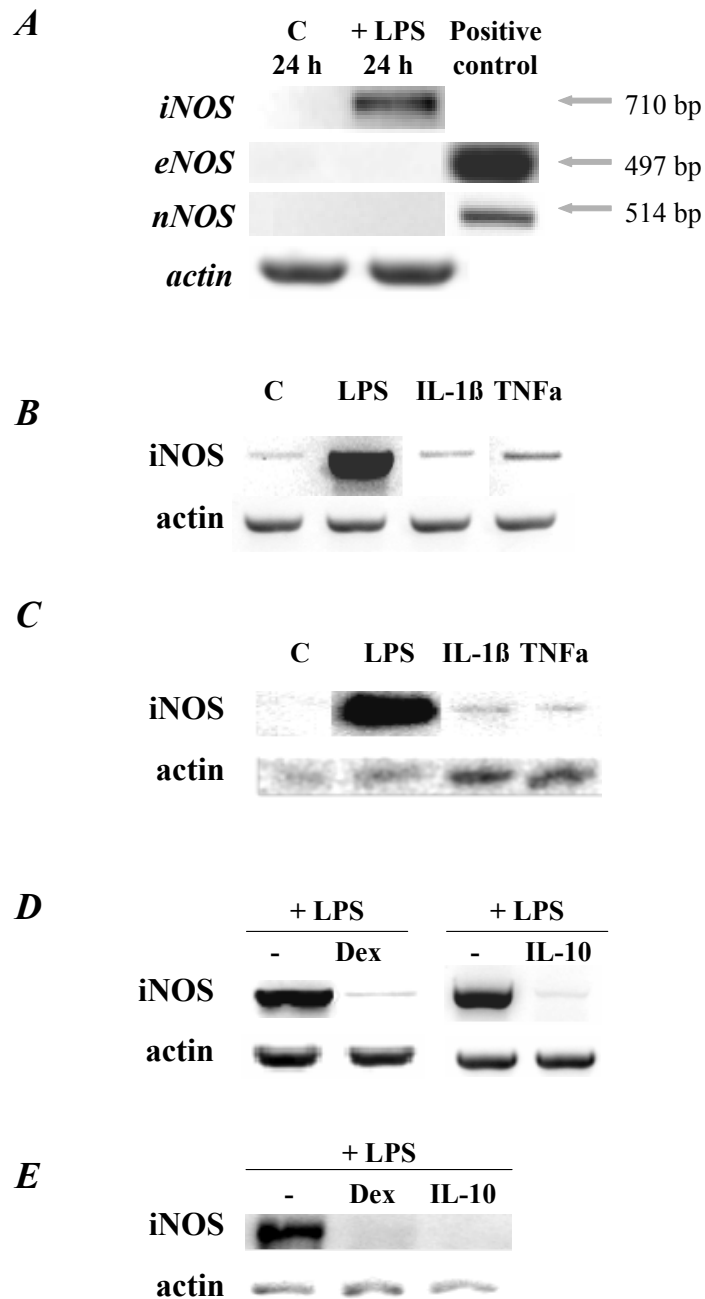 A
C + LPS Positive
24 h 24 h control
iNOS 710 bp
eNOS 497 bp
nNOS 514 bp
actin
B
C LPS IL-1ß TNFa
iNOS
actin
C
C LPS IL-1ß TNFa
iNOS
actin
D
+ LPS + LPS
- Dex - IL-10
iNOS
actin
E
+ LPS
- Dex IL-10
iNOS
actin